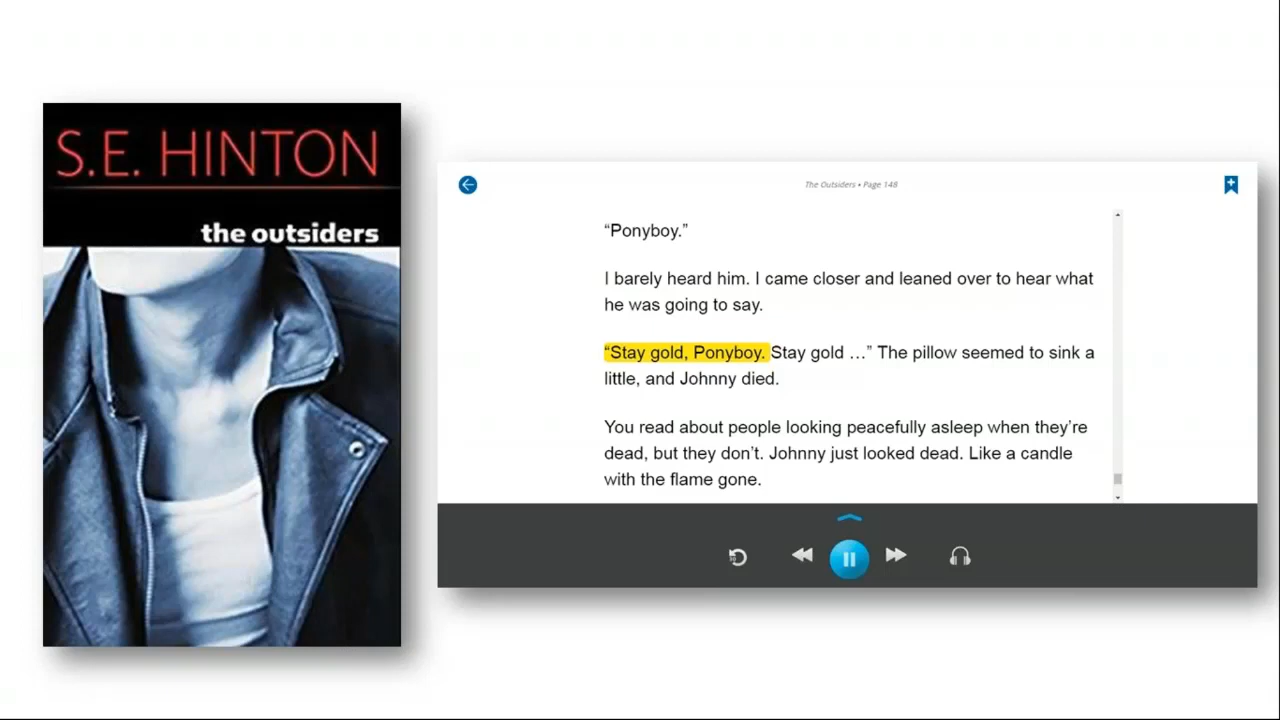 S.E. HINTON
the outsiders
The Outsiders • Page 148
“Ponyboy.”
I barely heard him. I came closer and leaned over to hear what
he was going to say.
“Stay gold, Ponyboy. Stay gold …” The pillow seemed to sink a
little, and Johnny died.
You read about people looking peacefully asleep when they’re
dead, but they don’t. Johnny just looked dead. Like a candle
with the flame gone.